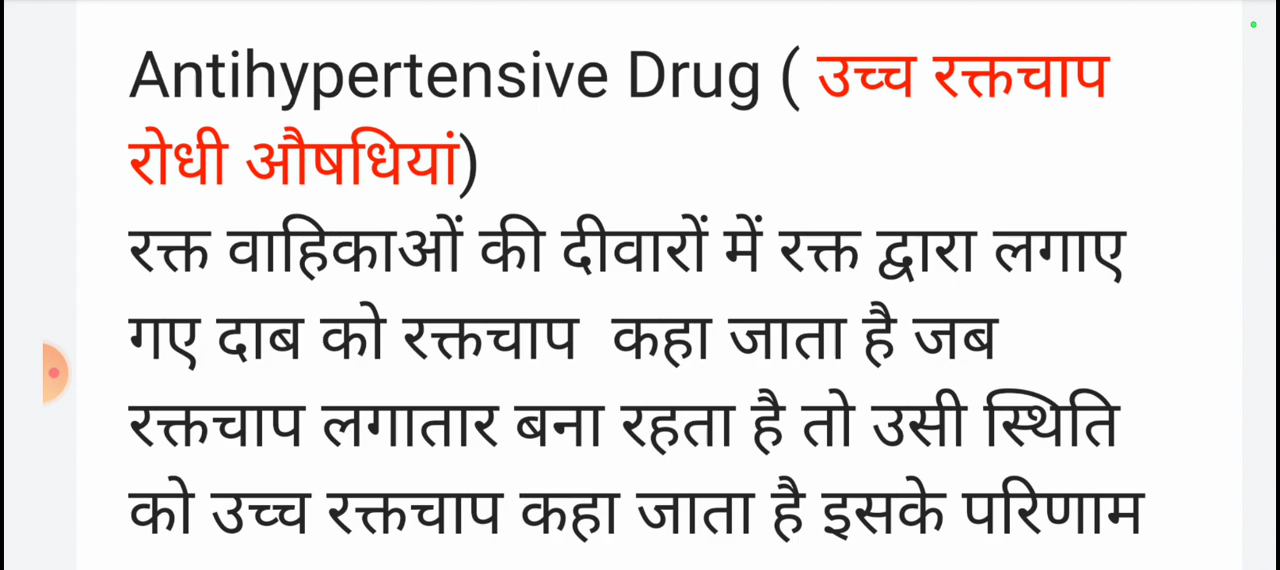 Antihypertensive Drug ( उच्च रक्तचाप
रोधी औषधियां)
रक्त वाहिकाओं की दीवारों में रक्त द्वारा लगाए
गए दाब को रक्तचाप कहा जाता है जब
रक्तचाप लगातार बना रहता है तो उसी स्थिति
को उच्च रक्तचाप कहा जाता है इसके परिणाम